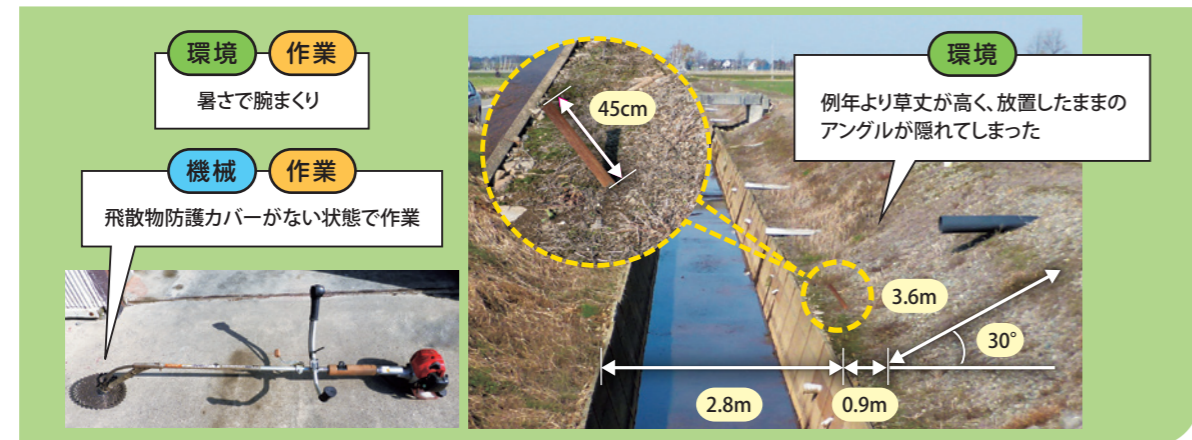 環境 作業
暑さで腕まくり
機械 作業
飛散物防護カバーがない状態で作業
45cm
環境
例年より草丈が高く、放置したままの
アングルが隠れてしまった
3.6m
30°
2.8m
0.9m